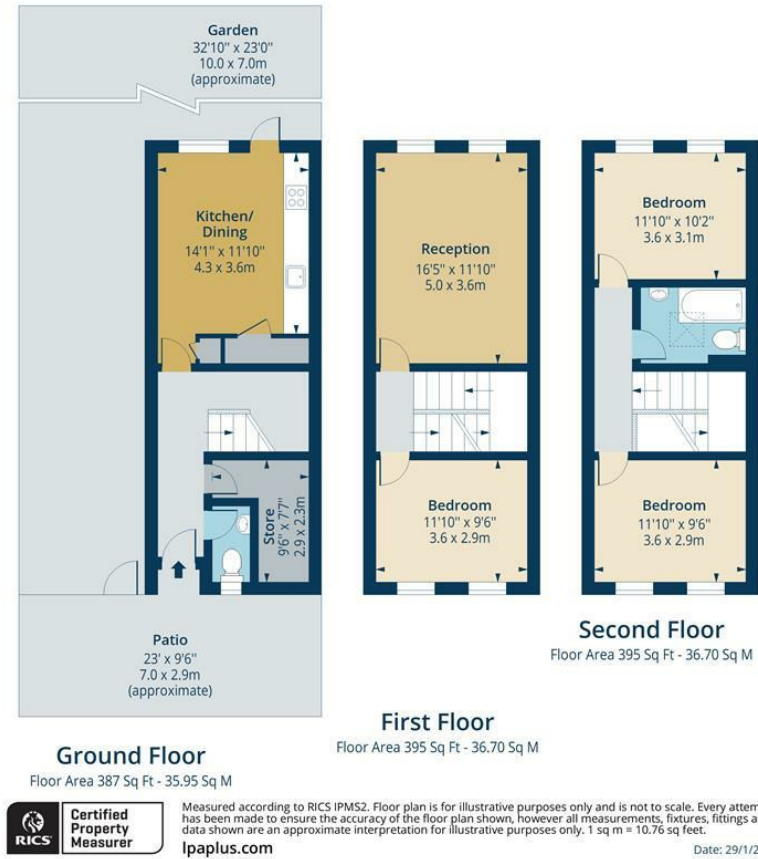 Garden
32'10" x 23'0"
10.0 x 7.0m
(approximate)
Kitchen/
Dining
14'1" x 11'10"
4.3 x 3.6m
Store
9'6" x 7'7"
2.9 x 2.3m
Patio
23' x 9'6"
7.0 x 2.9m
(approximate)
Ground Floor
Floor Area 387 Sq Ft - 35.95 Sq M
Reception
16'5" x 11'10"
5.0 x 3.6m
Bedroom
11'10" x 9'6"
3.6 x 2.9m
First Floor
Floor Area 395 Sq Ft - 36.70 Sq M
Bedroom
11'10" x 10'2"
3.6 x 3.1m
Bedroom
11'10" x 9'6"
3.6 x 2.9m
Second Floor
Floor Area 395 Sq Ft - 36.70 Sq M
RICS
Certified
Property
Measurer
Measured according to RICS IPMS2. Floor plan is for illustrative purposes only and is not to scale. Every attem
has been made to ensure the accuracy of the floor plan shown, however all measurements, fixtures, fittings a
data shown are an approximate interpretation for illustrative purposes only. 1 sq m = 10.76 sq feet.
lpaplus.com
Date: 29/1/2